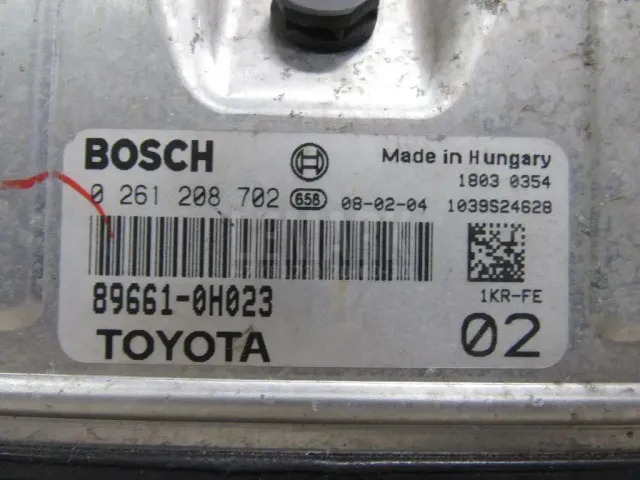 BOSCH
Made in Hungary
1803 0354
0 261 208 702 658 08-02-04 1039S24628
89661-0H023
1KR-FE
TOYOTA
02